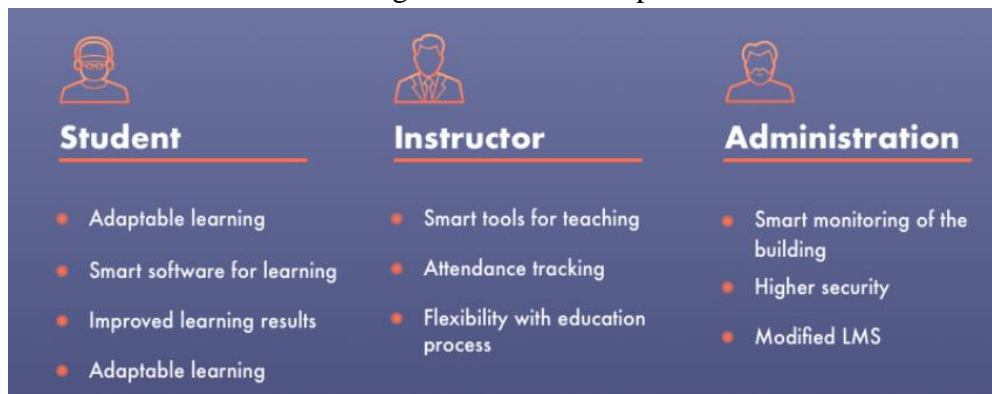 Student
Adaptable learning
Smart software for learning
Improved learning results
Adaptable learning
Instructor
Smart tools for teaching
Attendance tracking
Flexibility with education
process
Administration
Smart monitoring of the
building
Higher security
Modified LMS